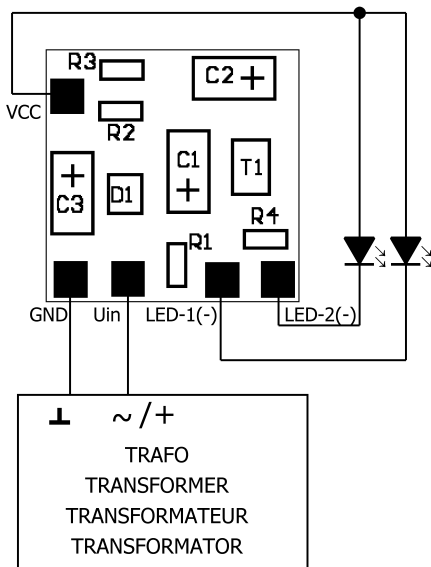 R3
C2 +
VCC
R2
C1
+
T1
+
C3
D1
R4
R1
GND
Uin
LED-1(-)
LED-2(-)
⊥ ~/+
TRAFO
TRANSFORMER
TRANSFORMATEUR
TRANSFORMATOR